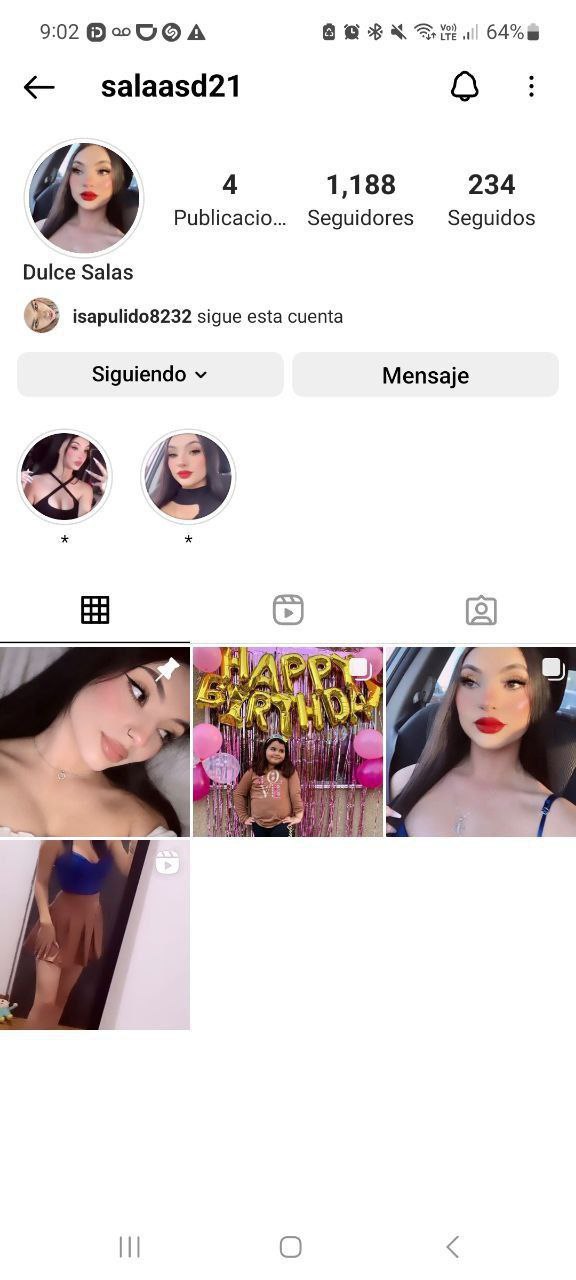 9:02
Vo))
LTE
64%
salaasd21
4
1,188
234
Publicacio...
Seguidores
Seguidos
Dulce Salas
isapulido8232 sigue esta cuenta
Siguiendo
Mensaje
*
*
HAPPY
BIRTHDAY
LOVE